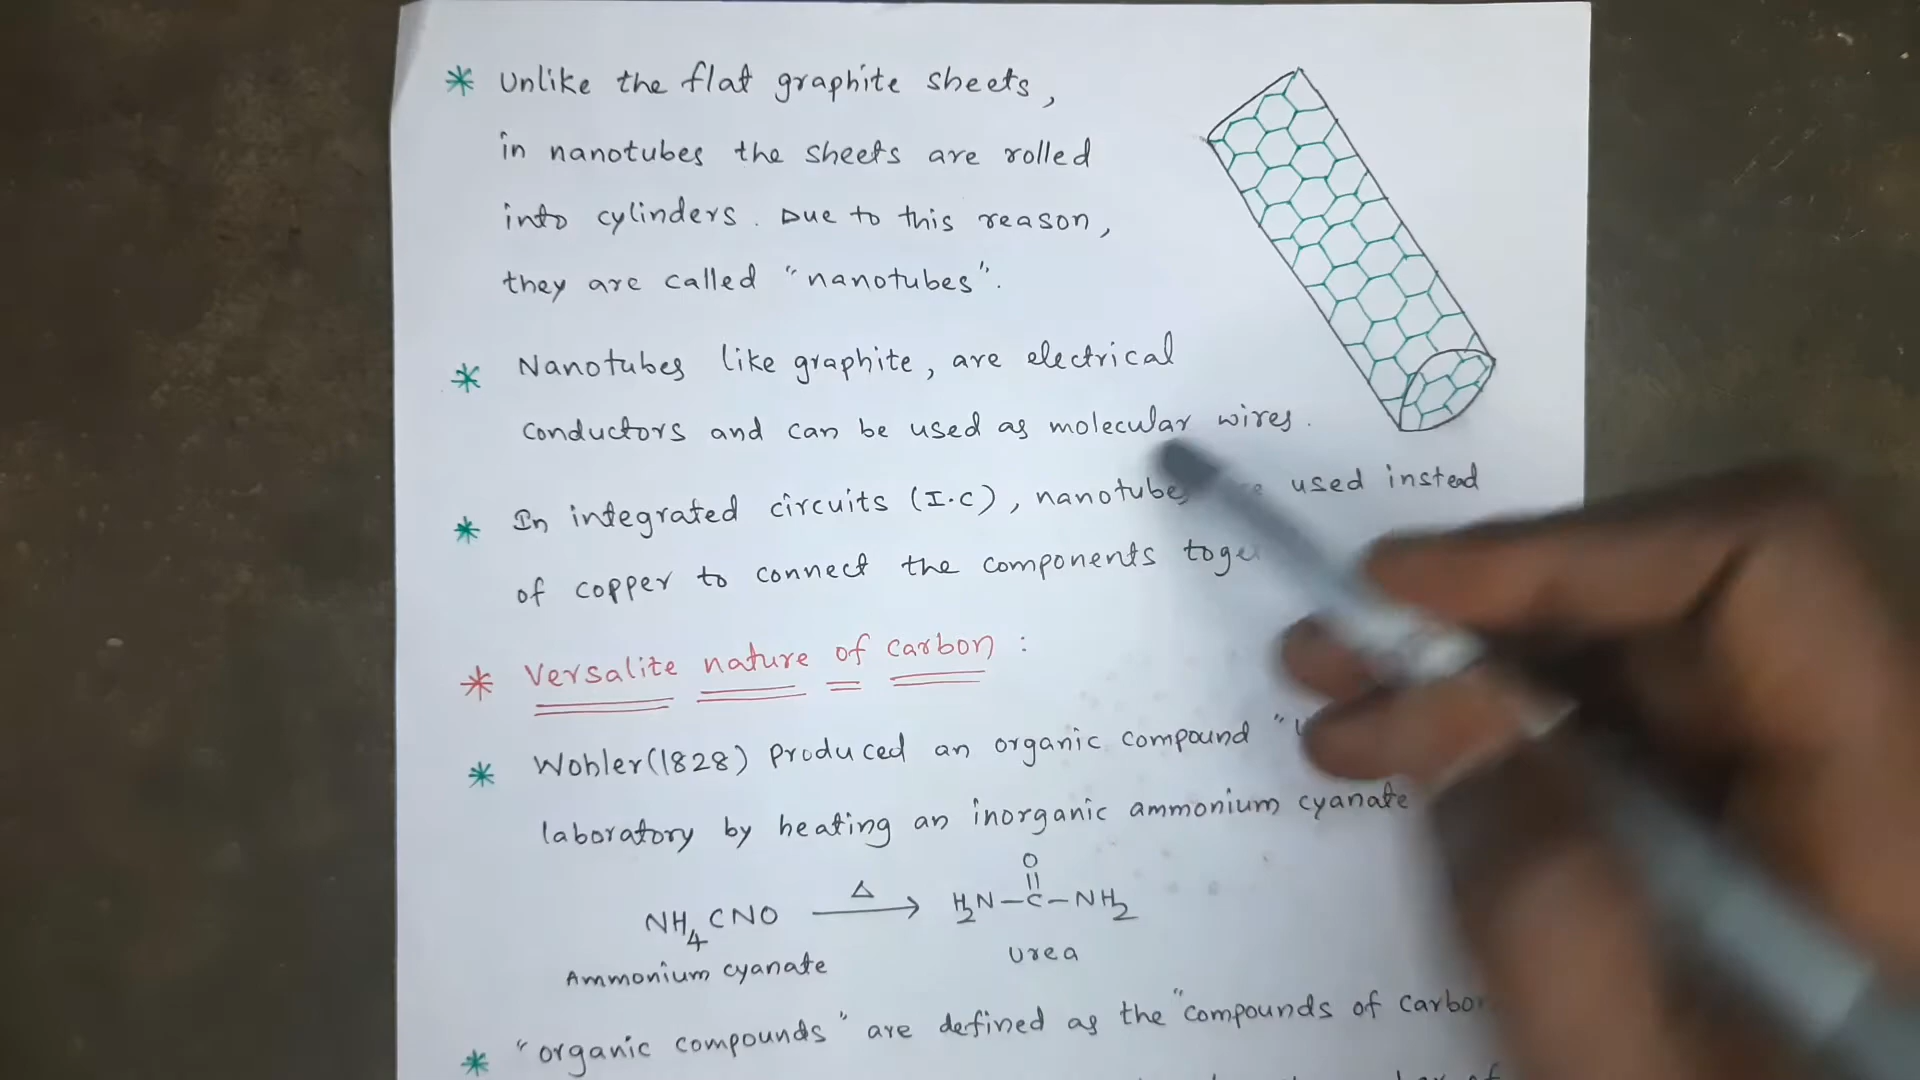 * Unlike the flat graphite sheets,
in nanotubes the sheets are rolled
into cylinders. Due to this reason,
they are called "nanotubes".
* Nanotubes like graphite, are electrical
conductors and can be used as molecular wires.
* In integrated circuits (I.C), nanotubes used instead
of copper to connect the components
* Versalite nature of carbon :
* Wohler(1828) produced an organic compound
laboratory by heating an inorganic ammonium cyanate
O
NH4CNO Δ→ H2N-C-NH2
Ammonium cyanate urea
* "organic compounds" are defined as the "compounds of
of